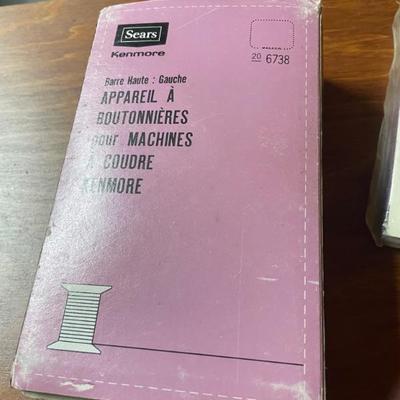 Sears
Kenmore
20 6738
Barre Haute : Gauche
APPAREIL À
BOUTONNIÈRES
pour MACHINES
À COUDRE
KENMORE